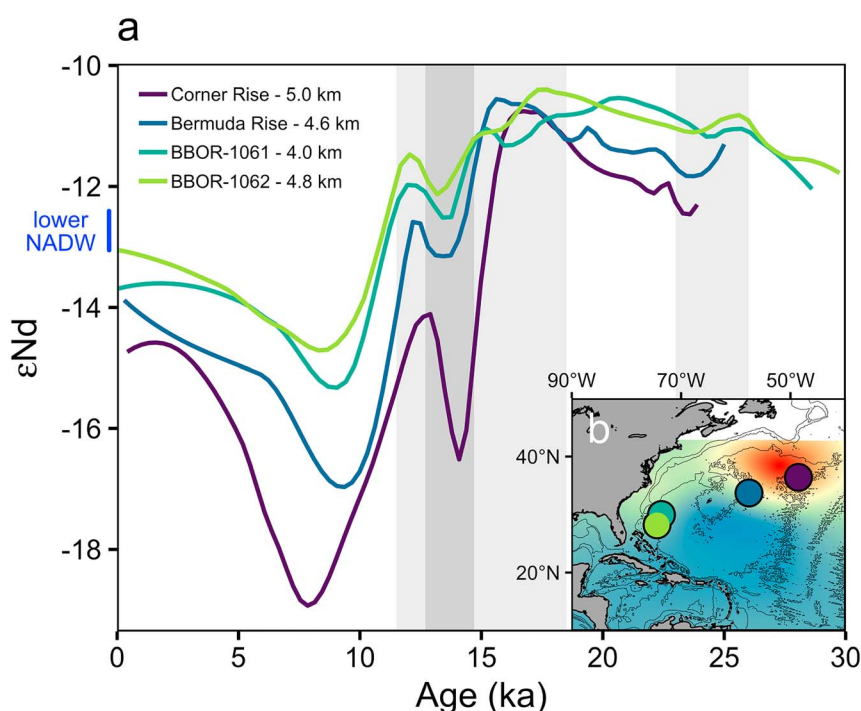 a
Corner Rise - 5.0 km
Bermuda Rise - 4.6 km
BBOR-1061 - 4.0 km
BBOR-1062 - 4.8 km
-10
-12
-14
-16
-18
lower
NADW
εNd
0
5
10
15
20
25
30
Age (ka)
90°W
70°W
50°W
b
40°N
20°N